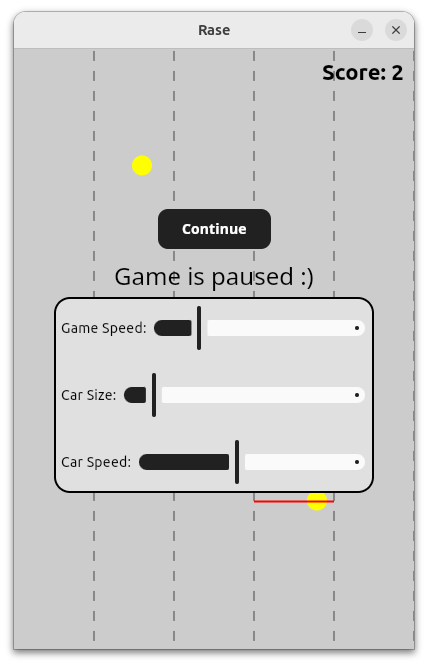 Rase
Score: 2
Continue
Game is paused :)
Game Speed:
Car Size:
Car Speed: